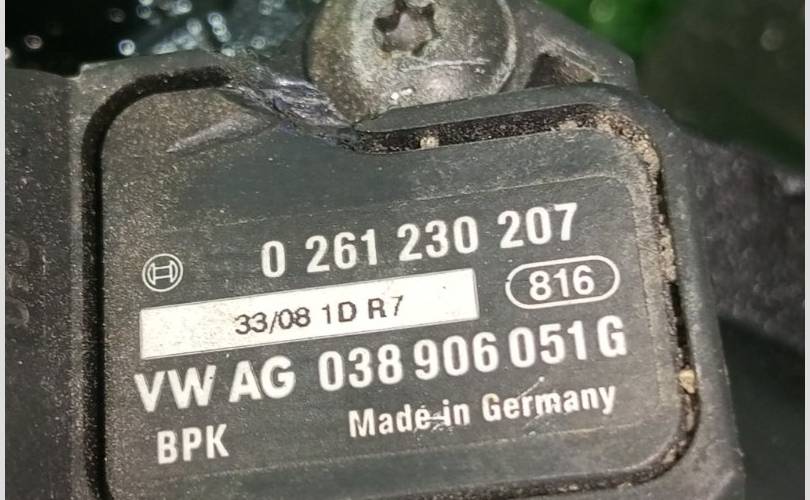 0 261 230 207
816
33/08 1D R7
VW AG 038 906 051 G
BPK Made in Germany